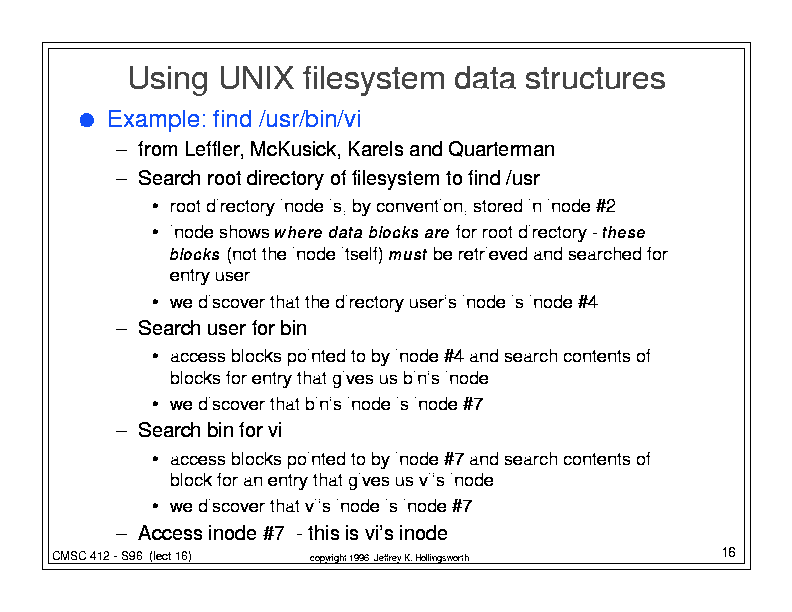 Using UNIX filesystem data structures
● Example: find /usr/bin/vi
– from Leffler, McKusick, Karels and Quarterman
– Search root directory of filesystem to find /usr
• root directory inode is, by convention, stored in inode #2
• inode shows where data blocks are for root directory - these
blocks (not the inode itself) must be retrieved and searched for
entry user
• we discover that the directory user's inode is inode #4
– Search user for bin
• access blocks pointed to by inode #4 and search contents of
blocks for entry that gives us bin's inode
• we discover that bin's inode is inode #7
– Search bin for vi
• access blocks pointed to by inode #7 and search contents of
block for an entry that gives us vi's inode
• we discover that vi's inode is inode #7
– Access inode #7 - this is vi's inode
CMSC 412 - S96 (lect 16)
copyright 1996 Jeffrey K. Hollingsworth
16